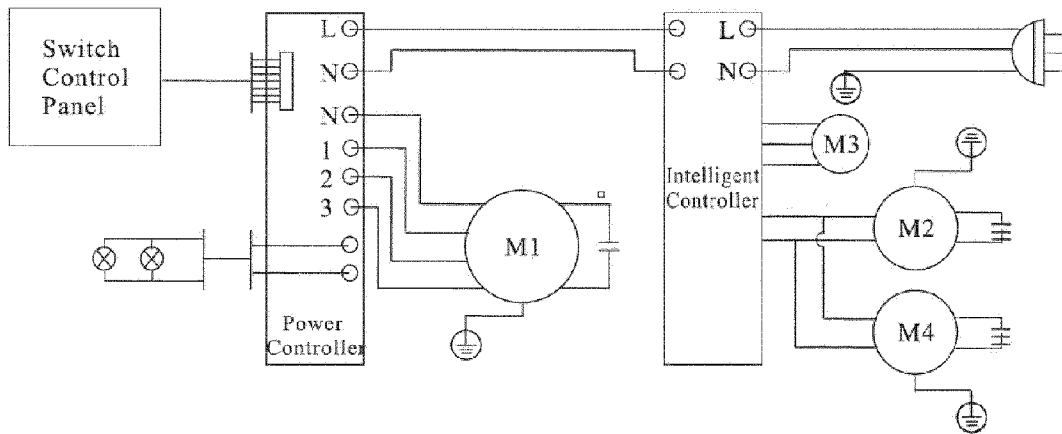 Switch
Control
Panel
L
N
N
1
2
3
Power
Controller
M1
L
N
Intelligent
Controller
M3
M2
M4